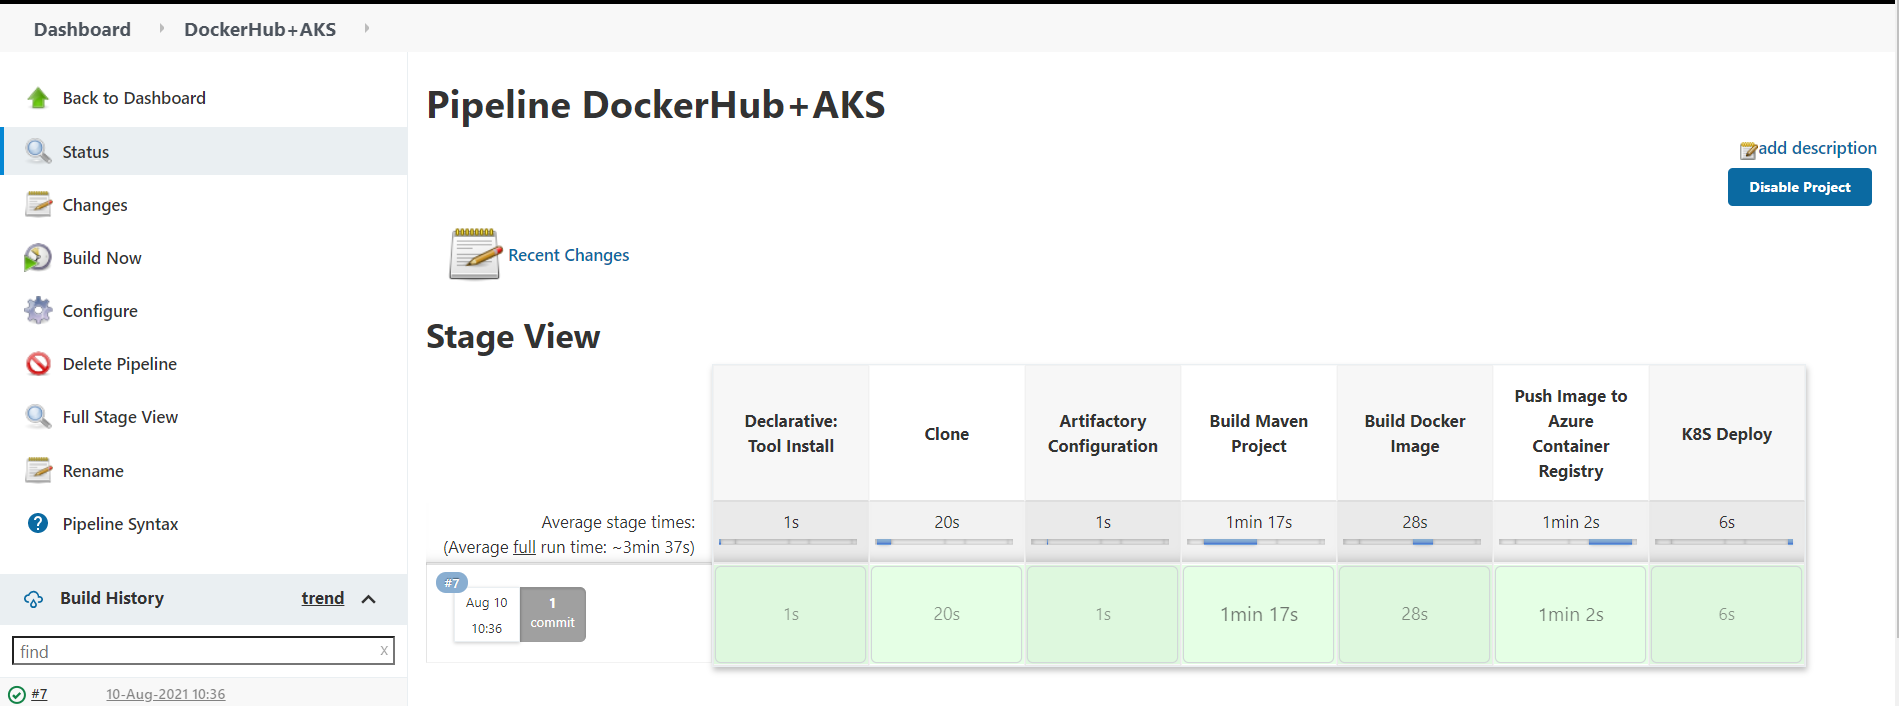 Dashboard
DockerHub+AKS
Back to Dashboard
Status
Changes
Build Now
Configure
Delete Pipeline
Full Stage View
Rename
Pipeline Syntax
Build History
trend
find
x
#7
10-Aug-2021 10:36
Pipeline DockerHub+AKS
add description
Disable Project
Recent Changes
Stage View
Declarative:
Tool Install
Clone
Artifactory
Configuration
Build Maven
Project
Build Docker
Image
Push Image to
Azure
Container
Registry
K8S Deploy
Average stage times:
(Average full run time: ~3min 37s)
1s
20s
1s
1min 17s
28s
1min 2s
6s
#7
Aug 10
10:36
1
commit
1s
20s
1s
1min 17s
28s
1min 2s
6s